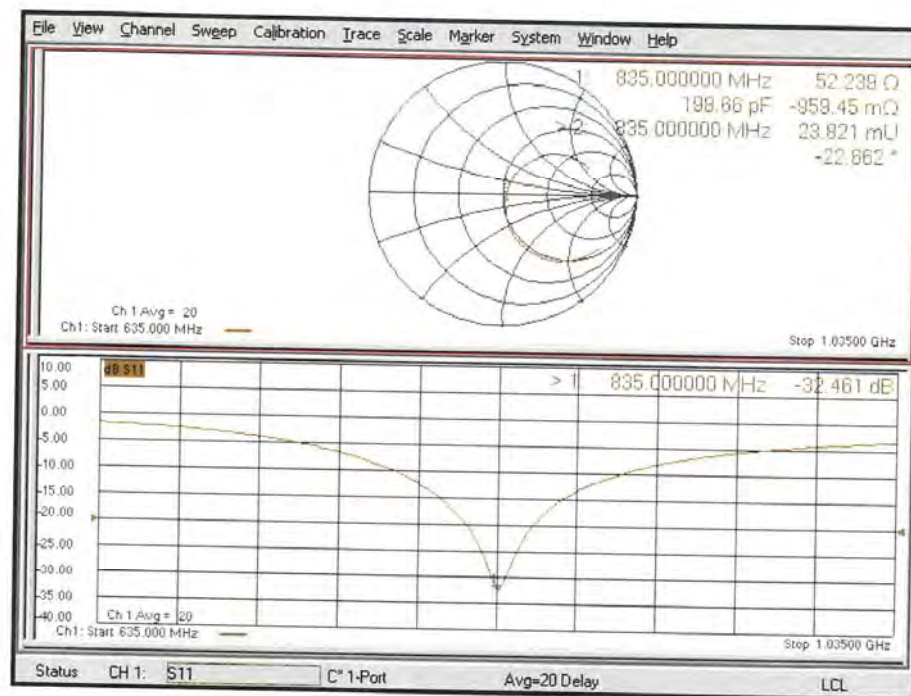 File View Channel Sweep Calibration Trace Scale Marker System Window Help
1: 835.000000 MHz 52.239 Ω
198.66 pF -959.45 mΩ
> 2: 835.000000 MHz 23.821 mU
-22.662 °
Ch 1 Avg = 20
Ch1: Start 635.000 MHz
Stop 1.03500 GHz
10.00
dB S11
> 1: 835.000000 MHz -32.461 dB
5.00
0.00
-5.00
-10.00
-15.00
-20.00
-25.00
-30.00
-35.00
-40.00
Ch 1 Avg = 20
Ch1: Start 635.000 MHz
Stop 1.03500 GHz
Status CH 1: S11 C* 1-Port Avg=20 Delay LCL